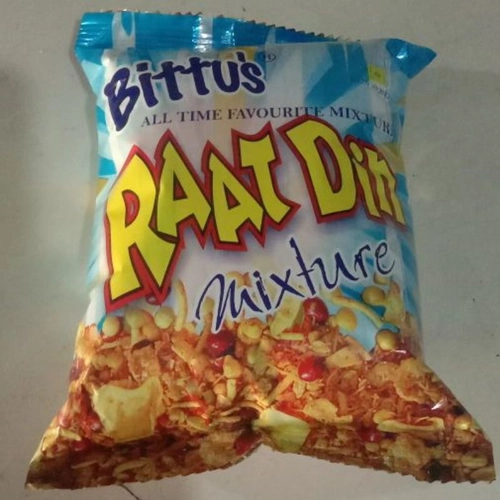 Bittu's
ALL TIME FAVOURITE MIXTURE
RAAT Din
mixture